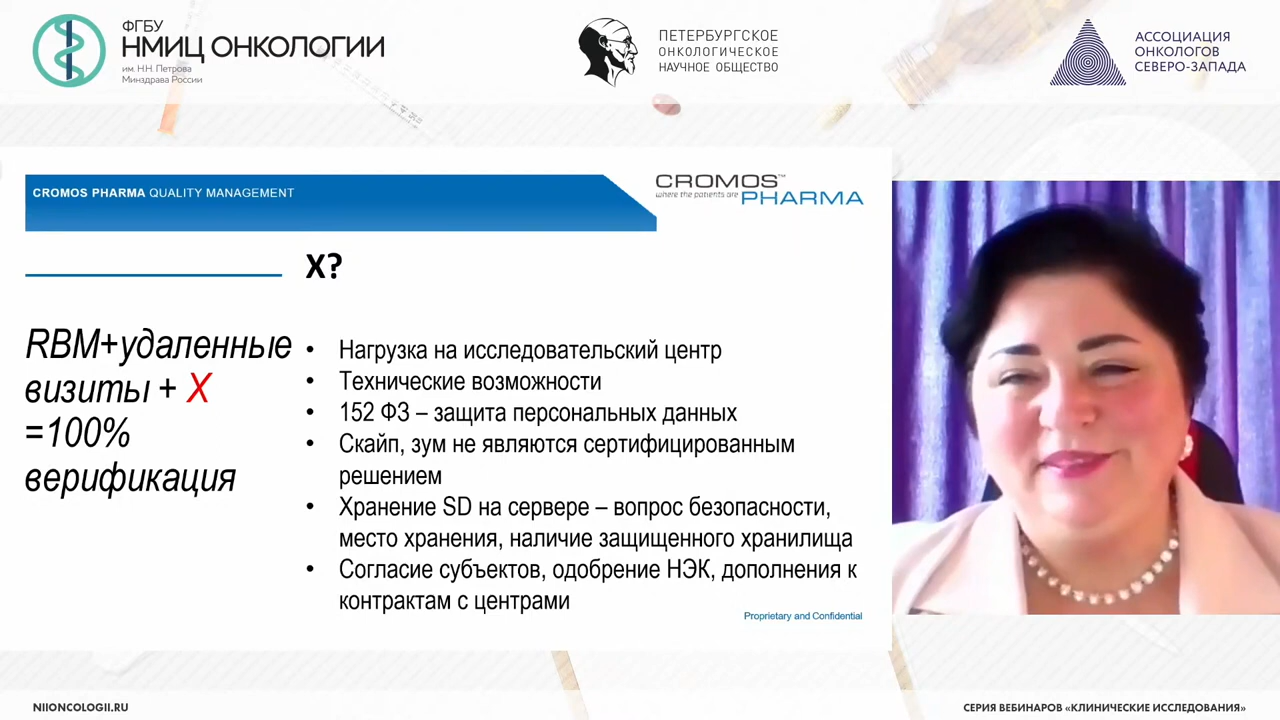 ФГБУ
НМИЦ ОНКОЛОГИИ
им. Н.Н. Петрова
Минздрава России
ПЕТЕРБУРГСКОЕ
ОНКОЛОГИЧЕСКОЕ
НАУЧНОЕ ОБЩЕСТВО
АССОЦИАЦИЯ
ОНКОЛОГОВ
СЕВЕРО-ЗАПАДА
CROMOS PHARMA QUALITY MANAGEMENT
CROMOS™
where the patients are PHARMA
X?
RBM+удаленные
визиты + X
=100%
верификация
• Нагрузка на исследовательский центр
• Технические возможности
• 152 ФЗ – защита персональных данных
• Скайп, зум не являются сертифицированным
решением
• Хранение SD на сервере – вопрос безопасности,
место хранения, наличие защищенного хранилища
• Согласие субъектов, одобрение НЭК, дополнения к
контрактам с центрами
Proprietary and Confidential
NIIONCOLOGII.RU
СЕРИЯ ВЕБИНАРОВ «КЛИНИЧЕСКИЕ ИССЛЕДОВАНИЯ»